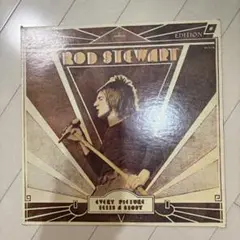 ROD STEWART
EDITION
EVERY PICTURE
TELLS A STORY